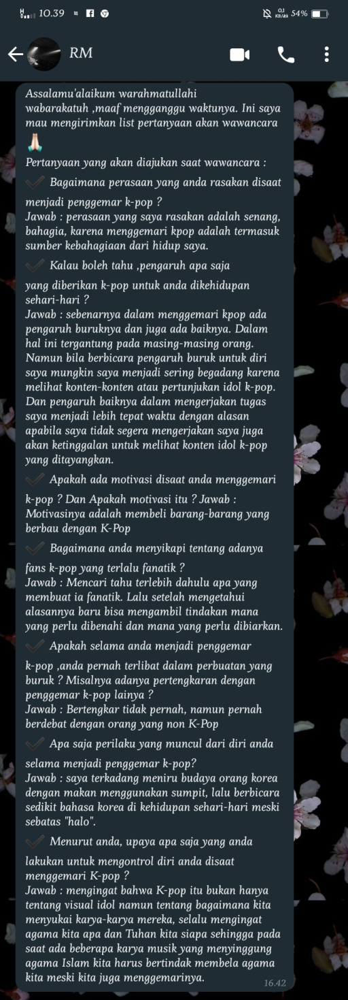 10.39
0,1
KB/dtk
54%
RM
Assalamu'alaikum warahmatullahi
wabarakatuh ,maaf mengganggu waktunya. Ini saya
mau mengirimkan list pertanyaan akan wawancara
🙏🏻
Pertanyaan yang akan diajukan saat wawancara :
✔️ Bagaimana perasaan yang anda rasakan disaat
menjadi penggemar k-pop ?
Jawab : perasaan yang saya rasakan adalah senang,
bahagia, karena menggemari kpop adalah termasuk
sumber kebahagiaan dari hidup saya.
✔️ Kalau boleh tahu ,pengaruh apa saja
yang diberikan k-pop untuk anda dikehidupan
sehari-hari ?
Jawab : sebenarnya dalam menggemari kpop ada
pengaruh buruknya dan juga ada baiknya. Dalam
hal ini tergantung pada masing-masing orang.
Namun bila berbicara pengaruh buruk untuk diri
saya mungkin saya menjadi sering begadang karena
melihat konten-konten atau pertunjukan idol k-pop.
Dan pengaruh baiknya dalam mengerjakan tugas
saya menjadi lebih tepat waktu dengan alasan
apabila saya tidak segera mengerjakan saya juga
akan ketinggalan untuk melihat konten idol k-pop
yang ditayangkan.
✔️ Apakah ada motivasi disaat anda menggemari
k-pop ? Dan Apakah motivasi itu ? Jawab :
Motivasinya adalah membeli barang-barang yang
berbau dengan K-Pop
✔️ Bagaimana anda menyikapi tentang adanya
fans k-pop yang terlalu fanatik ?
Jawab : Mencari tahu terlebih dahulu apa yang
membuat ia fanatik. Lalu setelah mengetahui
alasannya baru bisa mengambil tindakan mana
yang perlu dibenahi dan mana yang perlu dibiarkan.
✔️ Apakah selama anda menjadi penggemar
k-pop ,anda pernah terlibat dalam perbuatan yang
buruk ? Misalnya adanya pertengkaran dengan
penggemar k-pop lainya ?
Jawab : Bertengkar tidak pernah, namun pernah
berdebat dengan orang yang non K-Pop
✔️ Apa saja perilaku yang muncul dari diri anda
selama menjadi penggemar k-pop?
Jawab : saya terkadang meniru budaya orang korea
dengan makan menggunakan sumpit, lalu berbicara
sedikit bahasa korea di kehidupan sehari-hari meski
sebatas "halo".
✔️ Menurut anda, upaya apa saja yang anda
lakukan untuk mengontrol diri anda disaat
menggemari K-pop ?
Jawab : mengingat bahwa K-pop itu bukan hanya
tentang visual idol namun tentang bagaimana kita
menyukai karya-karya mereka, selalu mengingat
agama kita apa dan Tuhan kita siapa sehingga pada
saat ada beberapa karya musik yang menyinggung
agama Islam kita harus bertindak membela agama
kita meski kita juga menggemarinya.
16.42